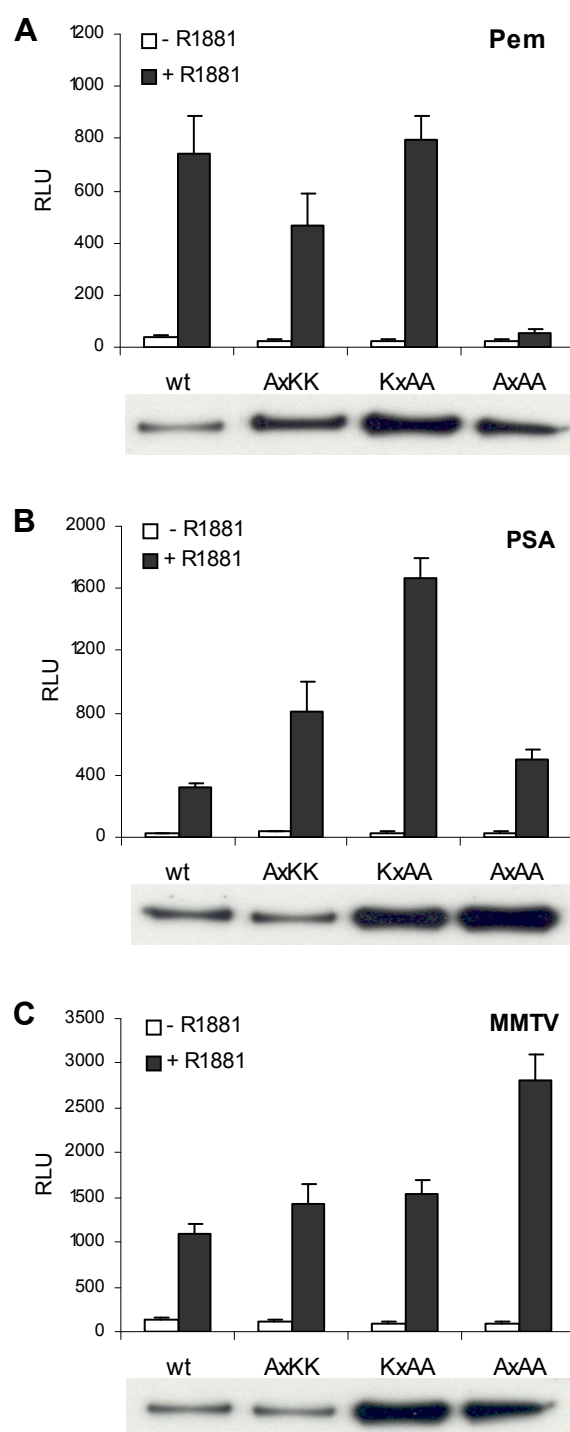 A
- R1881
+ R1881
Pem
1200
1000
800
600
400
200
0
RLU
wt AxKK KxAA AxAA
B
- R1881
+ R1881
PSA
2000
1600
1200
800
400
0
RLU
wt AxKK KxAA AxAA
C
- R1881
+ R1881
MMTV
3500
3000
2500
2000
1500
1000
500
0
RLU
wt AxKK KxAA AxAA